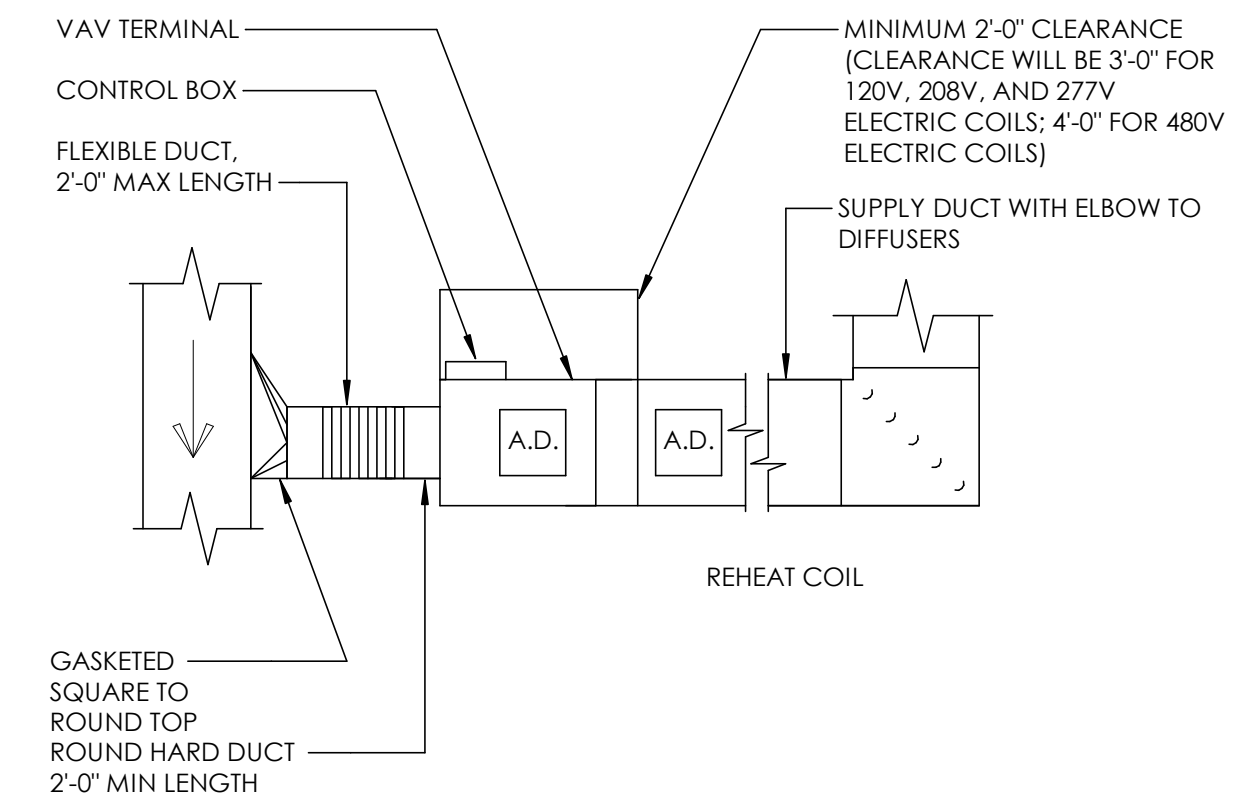 VAV TERMINAL
CONTROL BOX
FLEXIBLE DUCT,
2'-0" MAX LENGTH
MINIMUM 2'-0" CLEARANCE
(CLEARANCE WILL BE 3'-0" FOR
120V, 208V, AND 277V
ELECTRIC COILS; 4'-0" FOR 480V
ELECTRIC COILS)
SUPPLY DUCT WITH ELBOW TO
DIFFUSERS
A.D.
A.D.
REHEAT COIL
GASKETED
SQUARE TO
ROUND TOP
ROUND HARD DUCT
2'-0" MIN LENGTH